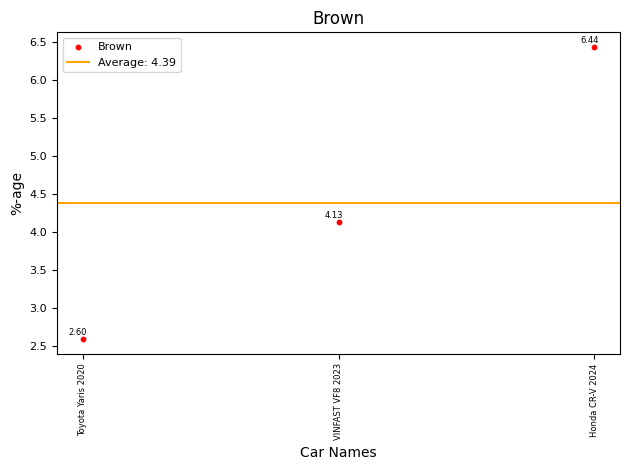 Brown
Brown
Average: 4.39
6.44
4.13
2.60
6.5
6.0
5.5
5.0
4.5
4.0
3.5
3.0
2.5
%-age
Toyota Yaris 2020
VINFAST VF8 2023
Honda CR-V 2024
Car Names